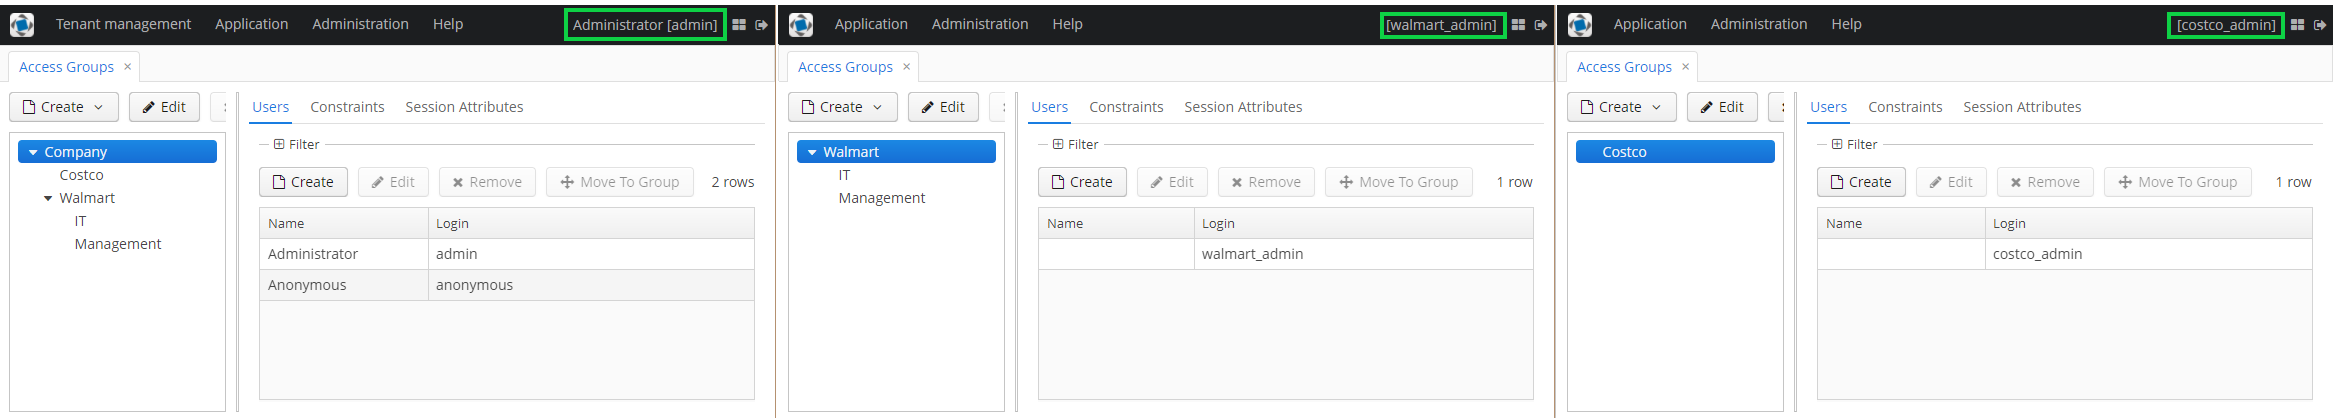 Tenant management Application Administration Help Administrator [admin]
Access Groups ×
Create Edit
Company
Costco
Walmart
IT
Management
Users Constraints Session Attributes
Filter
Create Edit Remove Move To Group 2 rows
Name Login
Administrator admin
Anonymous anonymous
Application Administration Help [walmart_admin]
Access Groups ×
Create Edit
Walmart
IT
Management
Users Constraints Session Attributes
Filter
Create Edit Remove Move To Group 1 row
Name Login
walmart_admin
Application Administration Help [costco_admin]
Access Groups ×
Create Edit
Costco
Users Constraints Session Attributes
Filter
Create Edit Remove Move To Group 1 row
Name Login
costco_admin